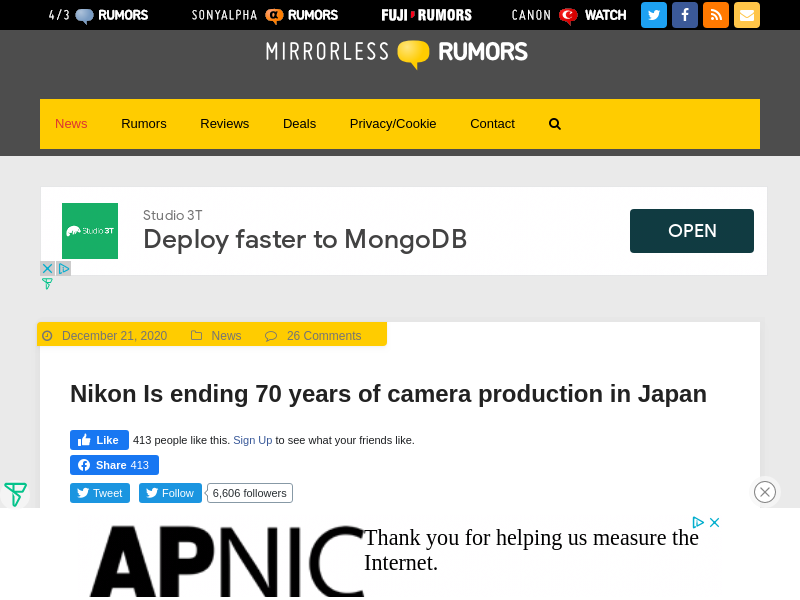 4/3 RUMORS SONYALPHA α RUMORS FUJI RUMORS CANON WATCH
MIRRORLESS RUMORS
News Rumors Reviews Deals Privacy/Cookie Contact
Studio 3T
Studio 3T
Deploy faster to MongoDB
OPEN
December 21, 2020 News 26 Comments
Nikon Is ending 70 years of camera production in Japan
Like 413 people like this. Sign Up to see what your friends like.
Share 413
Tweet Follow 6,606 followers
APNIC
Thank you for helping us measure the
Internet.